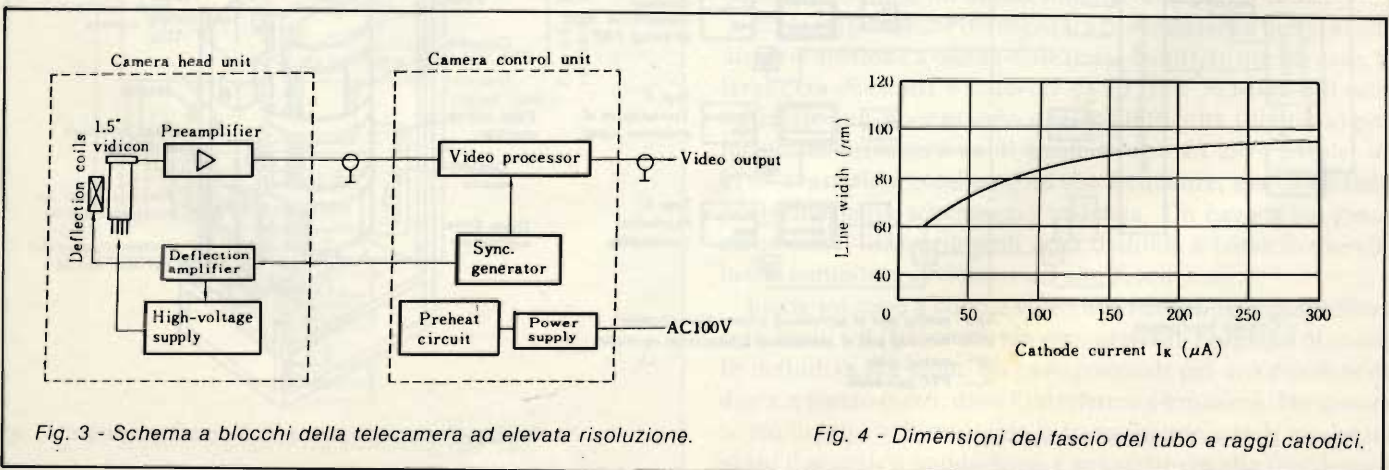 Camera head unit
Camera control unit
Deflection coils
1.5″
vidicon
Preamplifier
Video processor
Video output
Deflection
amplifier
Sync.
generator
High-voltage
supply
Preheat
circuit
Power
supply
AC100V
Fig. 3 - Schema a blocchi della telecamera ad elevata risoluzione.
120
100
80
60
40
Line width (μm)
0 50 100 150 200 250 300
Cathode current IK (μA)
Fig. 4 - Dimensioni del fascio del tubo a raggi catodici.